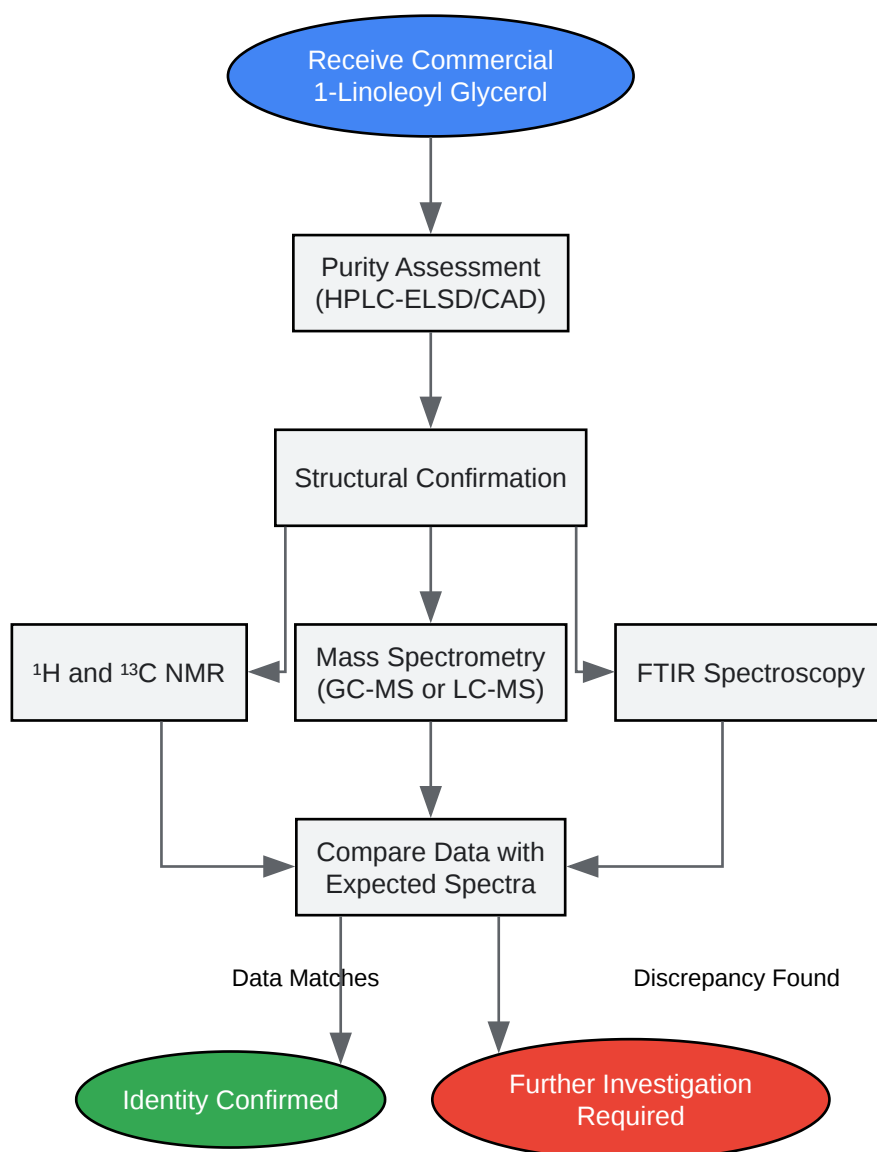 Receive Commercial
1-Linoleoyl Glycerol
Purity Assessment
(HPLC-ELSD/CAD)
Structural Confirmation
¹H and ¹³C NMR
Mass Spectrometry
(GC-MS or LC-MS)
FTIR Spectroscopy
Compare Data with
Expected Spectra
Data Matches
Discrepancy Found
Identity Confirmed
Further Investigation
Required